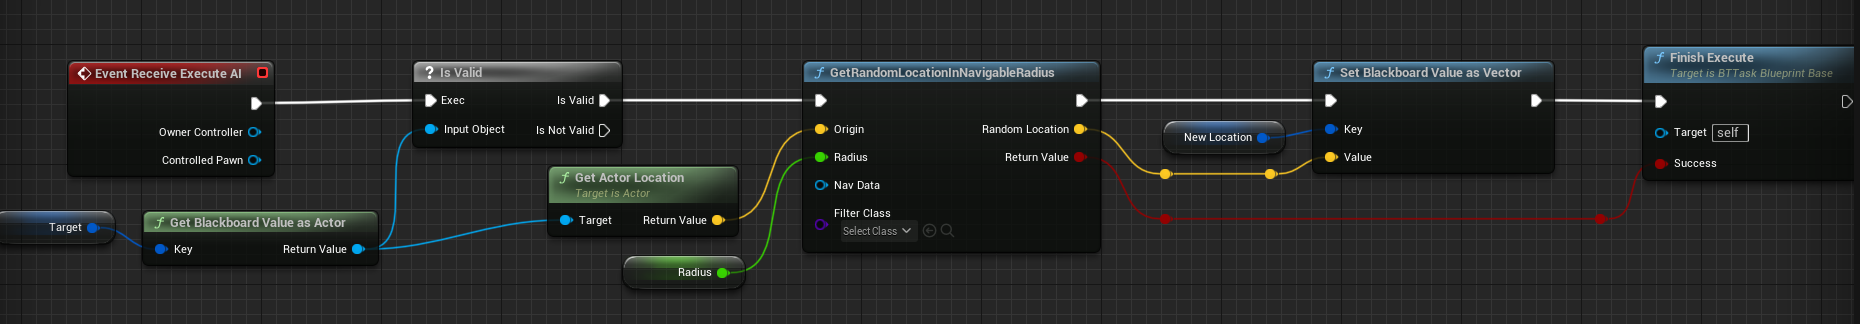 Event Receive Execute AI
Owner Controller
Controlled Pawn
Target
Get Blackboard Value as Actor
Key
Return Value
? Is Valid
Exec
Is Valid
Input Object
Is Not Valid
f Get Actor Location
Target is Actor
Target
Return Value
Radius
f GetRandomLocationInNavigableRadius
Origin
Random Location
Radius
Return Value
Nav Data
Filter Class
Select Class
New Location
f Set Blackboard Value as Vector
Key
Value
f Finish Execute
Target is BTTask Blueprint Base
Target self
Success